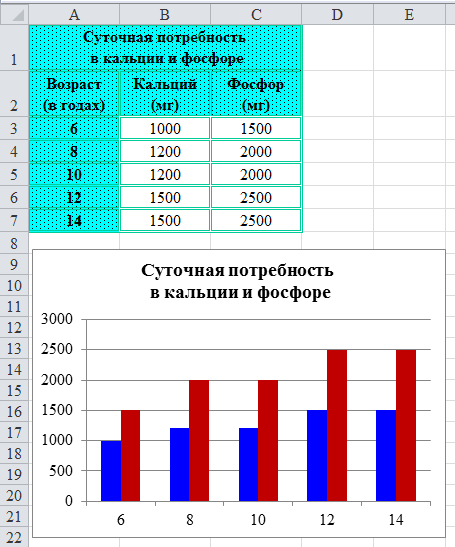 A B C D E
1 Суточная потребность
в кальции и фосфоре
2 Возраст Кальций Фосфор
(в годах) (мг) (мг)
3 6 1000 1500
4 8 1200 2000
5 10 1200 2000
6 12 1500 2500
7 14 1500 2500
8
9 Суточная потребность
10 в кальции и фосфоре
11
12 3000
13 2500
14 2000
15
16 1500
17 1000
18
19 500
20 0
21 6 8 10 12 14
22